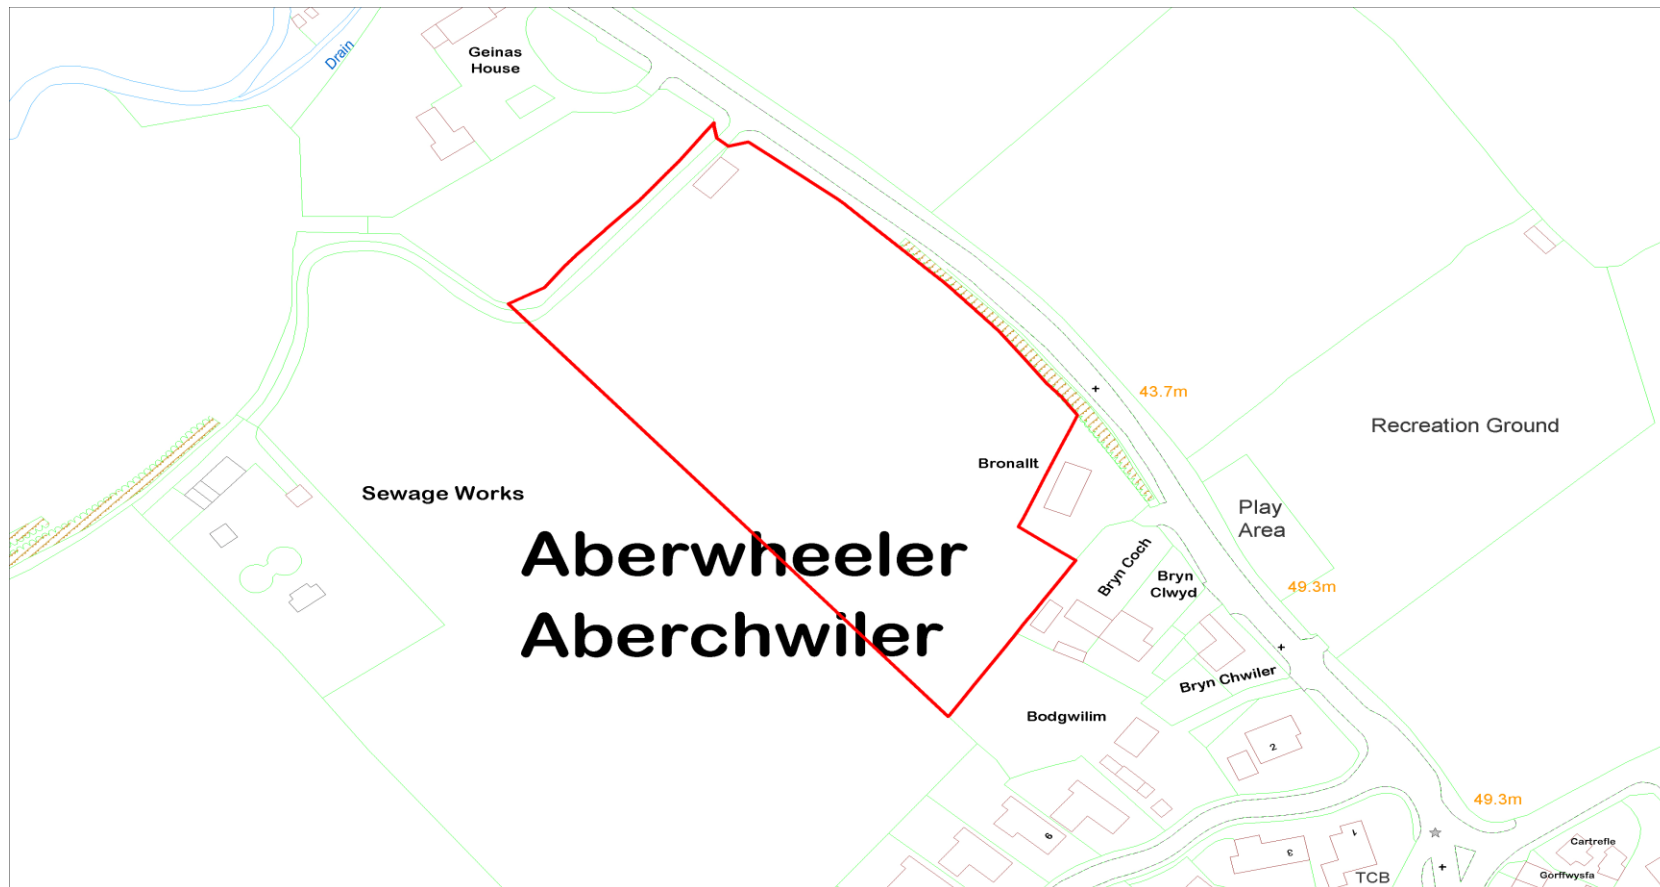 Drain
Geinas
House
43.7m
Recreation Ground
Bronallt
Sewage Works
Play
Area
Aberwheeler
Aberchwiler
Bryn Coch
Bryn
Clwyd
49.3m
Bryn Chwiler
Bodgwilim
2
49.3m
9
3
1
TCB
Cartrefle
Gorffwysfa